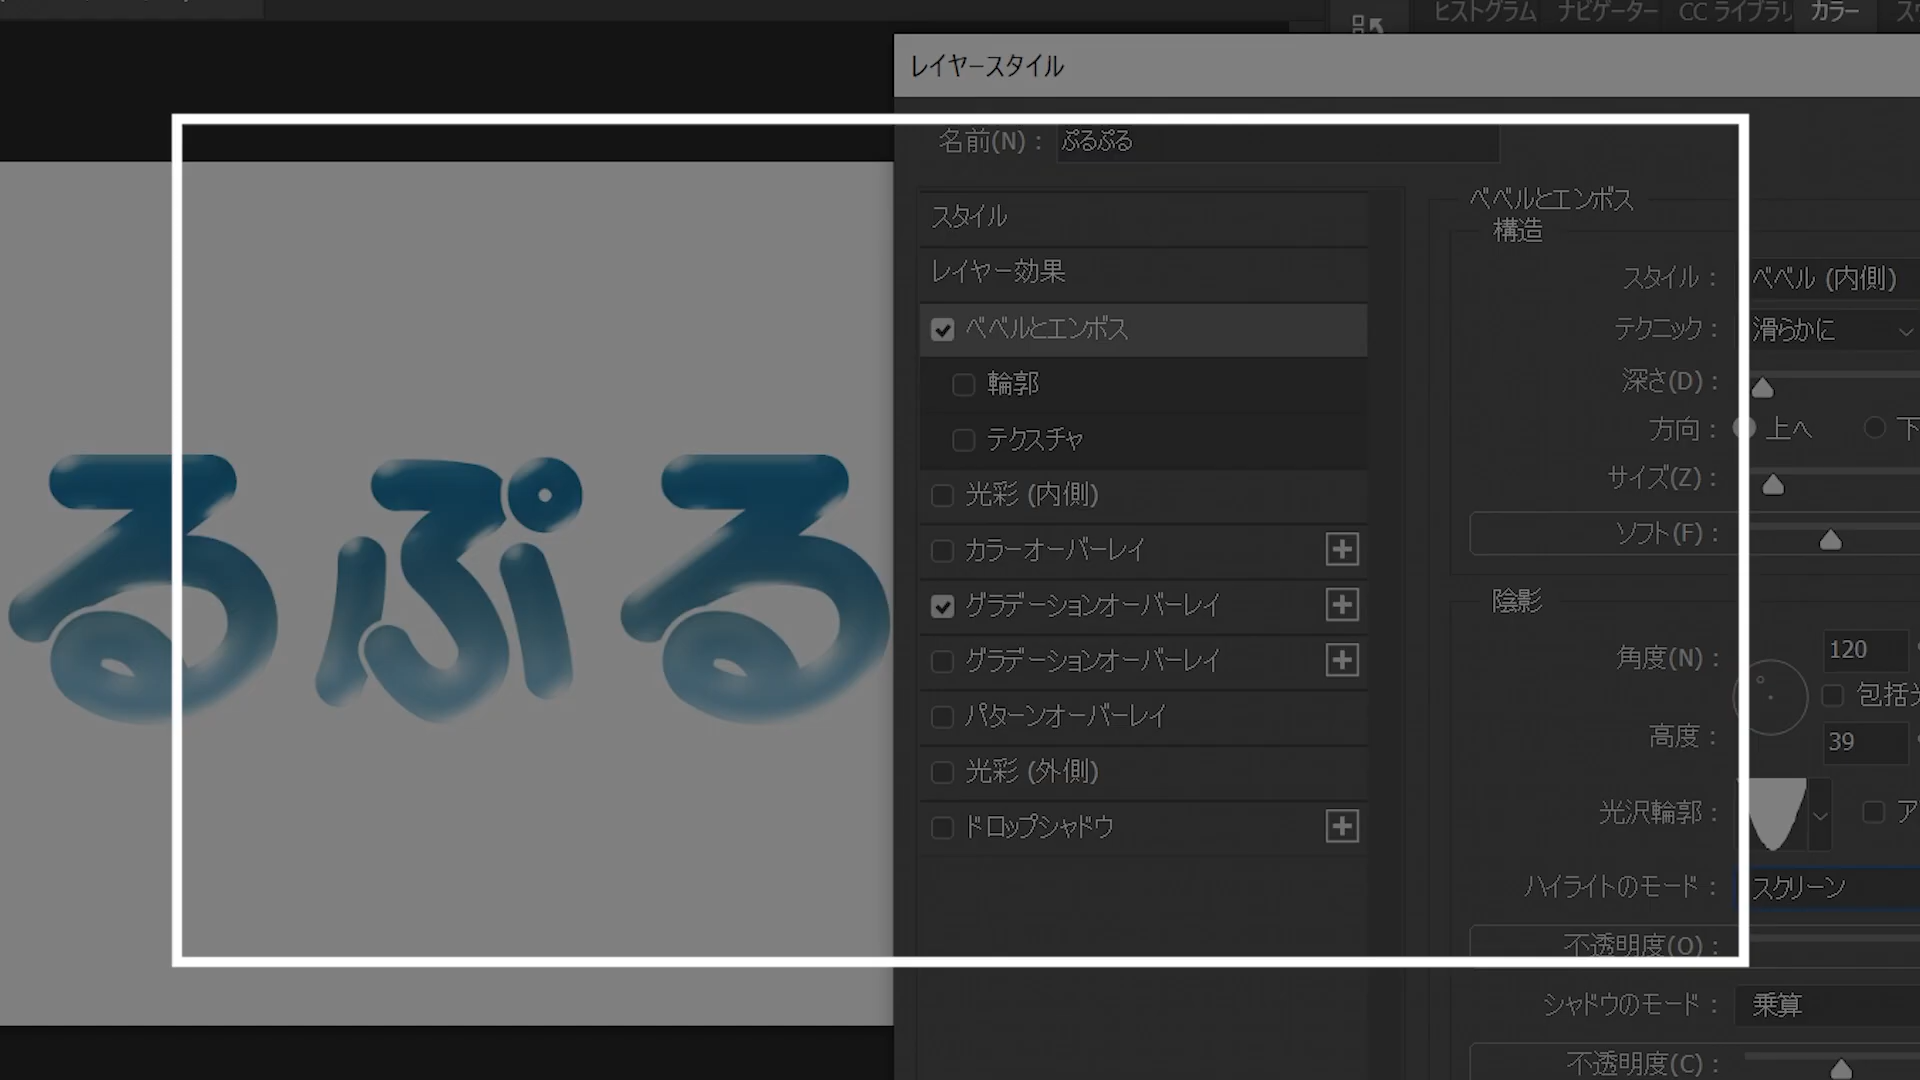 ヒストグラム ナビゲーター CC ライブラリ カラー
レイヤースタイル
名前(N)： ぷるぷる
スタイル
レイヤー効果
ベベルとエンボス
輪郭
テクスチャ
光彩 (内側)
カラーオーバーレイ
グラデーションオーバーレイ
グラデーションオーバーレイ
パターンオーバーレイ
光彩 (外側)
ドロップシャドウ
ベベルとエンボス
構造
スタイル： ベベル (内側)
テクニック： 滑らかに
深さ(D)：
方向： 上へ 下
サイズ(Z)：
ソフト(F)：
陰影
角度(N)： 120
包括光
高度： 39
光沢輪郭： ア
ハイライトのモード： スクリーン
不透明度(O)：
シャドウのモード： 乗算
不透明度(C)：
るぷる